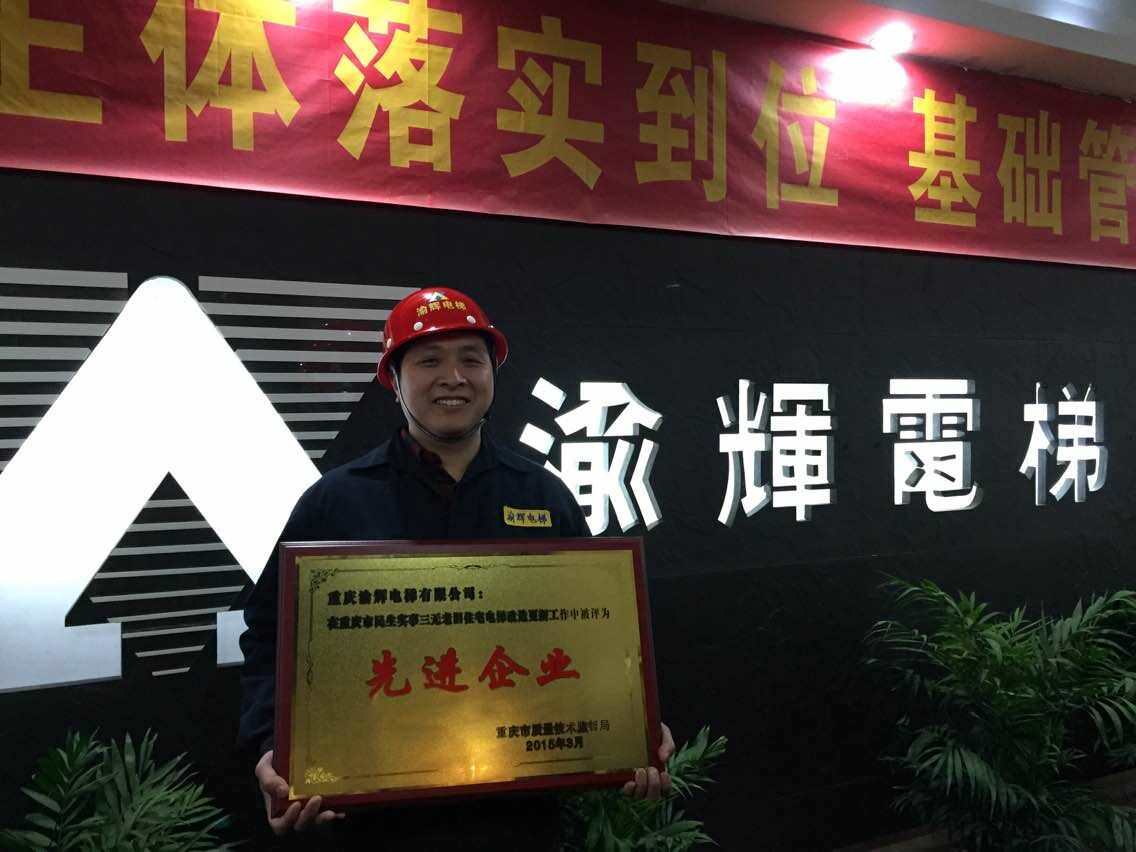 主体落实到位 基础管
渝辉电梯
渝輝電梯
渝辉电梯
重庆渝辉电梯有限公司：
在重庆市民生实事三无老旧住宅电梯改造更新工作中被评为
先进企业
重庆市质量技术监督局
2015年3月